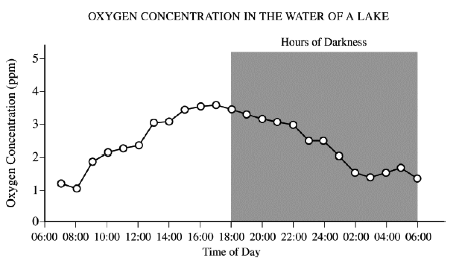 OXYGEN CONCENTRATION IN THE WATER OF A LAKE
Hours of Darkness
Oxygen Concentration (ppm)
5
4
3
2
1
0
06:00 08:00 10:00 12:00 14:00 16:00 18:00 20:00 22:00 24:00 02:00 04:00 06:00
Time of Day